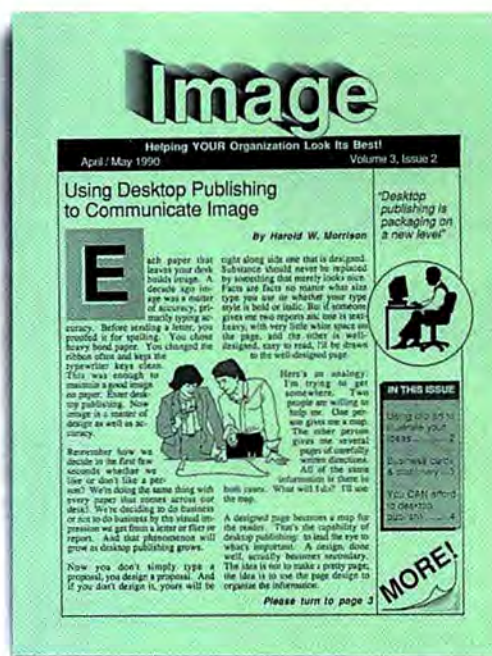 Image
Helping YOUR Organization Look Its Best!
April / May 1990 Volume 3, Issue 2
Using Desktop Publishing
to Communicate Image
By Harold W. Morrison
Each paper that
leaves your desk
builds image. A
decade ago im-
age was a matter
of accuracy, pri-
marily typing ac-
curacy. Before sending a letter, you
proofed it for spelling. You chose
heavy bond paper. You changed the
ribbon often and kept the
typewriter keys clean.
This was enough to
maintain a good image
on paper. Enter desk-
top publishing. Now
image is a matter of
design as well as ac-
curacy.
Remember how we
decide in the first few
seconds whether we
like or don't like a per-
son? We're doing the same thing with
every paper that comes across our
desk. We're deciding to do business
or not to do business by the visual im-
pression we get from a letter or flier or
report. And that phenomenon will
grow as desktop publishing grows.
Now you don't simply type a
proposal, you design a proposal. And
if you don't design it, yours will be
right along side one that is designed.
Substance should never be replaced
by something that merely looks nice.
Facts are facts no matter what size
type you use or whether your type
style is bold or italic. But if someone
gives me two reports and one is text-
heavy, with very little white space on
the page, and the other is well-
designed, easy to read, I'll be drawn
to the well-designed page.
Here's an analogy:
I'm trying to get
somewhere. Two
people are willing to
help me. One per-
son gives me a map.
The other person
gives me several
pages of carefully
written directions.
All of the same
information is there in
both cases. What will I do? I'll use
the map.
A designed page becomes a map for
the reader. That's the capability of
desktop publishing: to lead the eye to
what's important. A design, done
well, actually becomes secondary.
The idea is not to make a pretty page,
the idea is to use the page design to
organize the information.
Please turn to page 3
"Desktop
publishing is
packaging on
a new level"
IN THIS ISSUE
Using clip art to
illustrate your
ideas 2
Business cards
& stationery 3
You CAN afford
to desktop
publish 4
MORE!